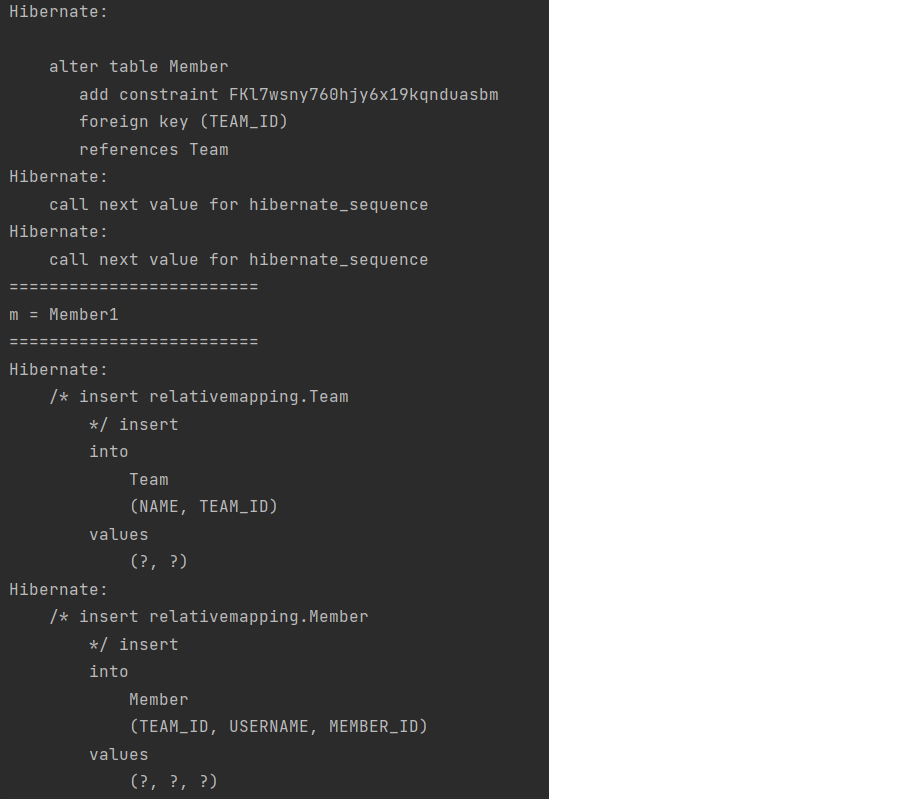 Hibernate:
alter table Member
add constraint FKl7wsny760hjy6x19kqnduasbm
foreign key (TEAM_ID)
references Team
Hibernate:
call next value for hibernate_sequence
Hibernate:
call next value for hibernate_sequence
=========================
m = Member1
=========================
Hibernate:
/* insert relativemapping.Team
*/ insert
into
Team
(NAME, TEAM_ID)
values
(?, ?)
Hibernate:
/* insert relativemapping.Member
*/ insert
into
Member
(TEAM_ID, USERNAME, MEMBER_ID)
values
(?, ?, ?)